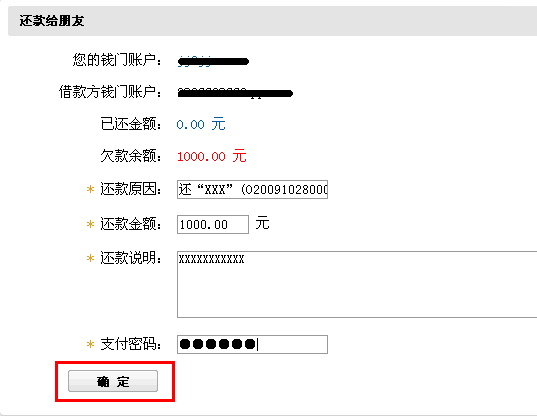 还款给朋友
您的钱门账户：
借款方钱门账户：
已还金额： 0.00 元
欠款余额： 1000.00 元
* 还款原因： 还“XXX”(020091028000
* 还款金额： 1000.00 元
* 还款说明： XXXXXXXXXXX
* 支付密码： ●●●●●●
确 定